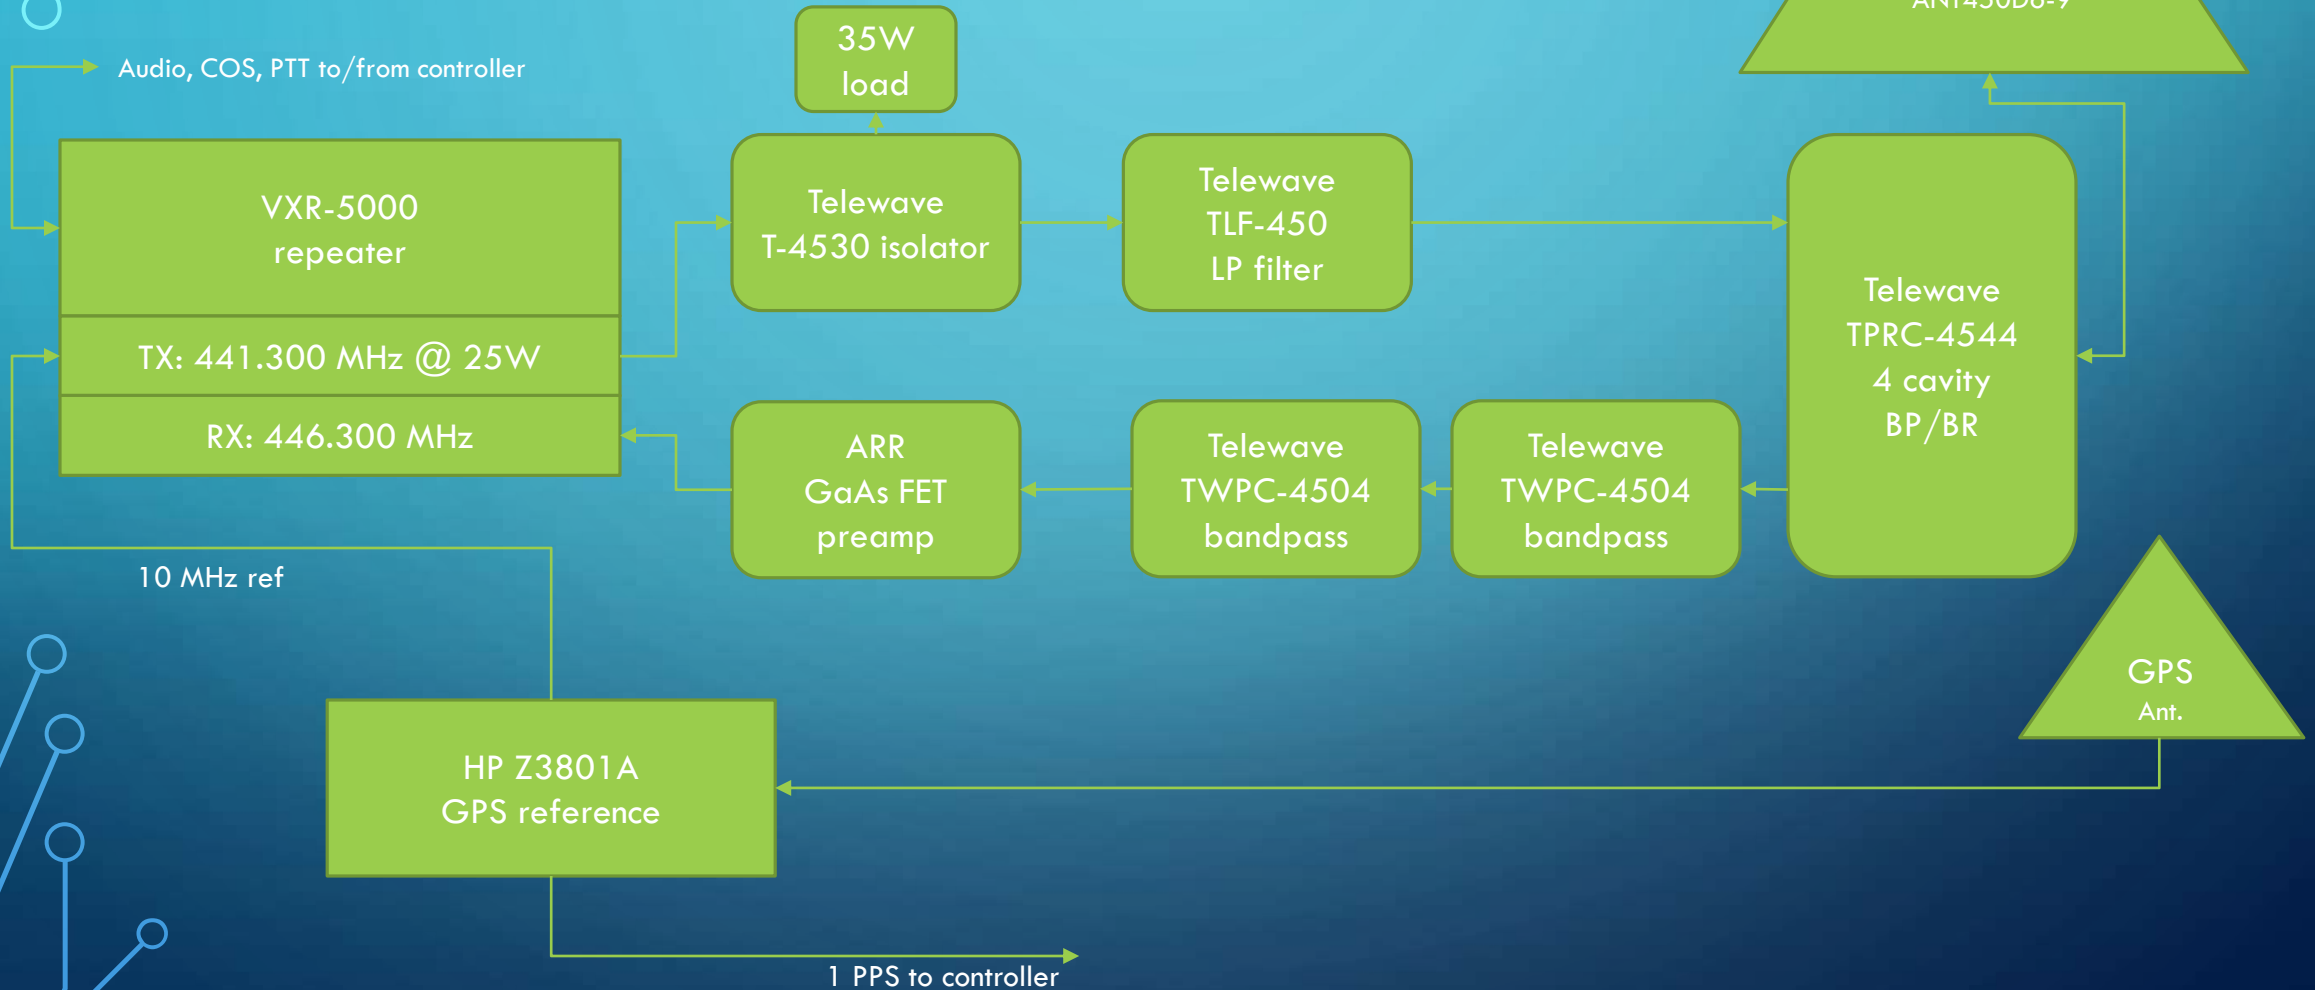 ANT450D6-9
35W
load
Audio, COS, PTT to/from controller
VXR-5000
repeater
TX: 441.300 MHz @ 25W
RX: 446.300 MHz
Telewave
T-4530 isolator
Telewave
TLF-450
LP filter
Telewave
TPRC-4544
4 cavity
BP/BR
ARR
GaAs FET
preamp
Telewave
TWPC-4504
bandpass
Telewave
TWPC-4504
bandpass
10 MHz ref
HP Z3801A
GPS reference
GPS
Ant.
1 PPS to controller